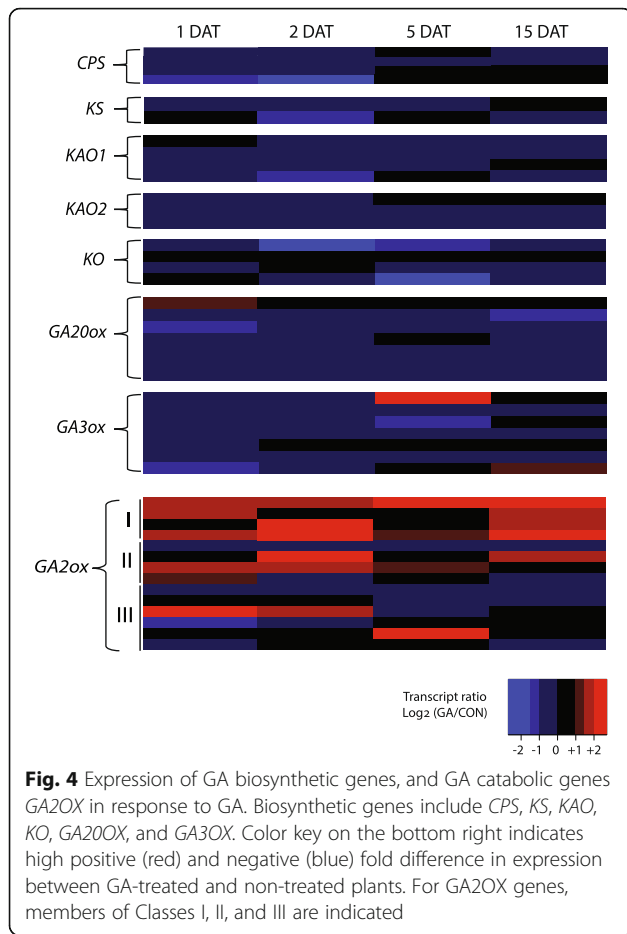 1 DAT 2 DAT 5 DAT 15 DAT
CPS
KS
KAO1
KAO2
KO
GA20ox
GA3ox
GA2ox
I
II
III
Transcript ratio
Log2 (GA/CON)
-2 -1 0 +1 +2
Fig. 4 Expression of GA biosynthetic genes, and GA catabolic genes
GA2OX in response to GA. Biosynthetic genes include CPS, KS, KAO,
KO, GA20OX, and GA3OX. Color key on the bottom right indicates
high positive (red) and negative (blue) fold difference in expression
between GA-treated and non-treated plants. For GA2OX genes,
members of Classes I, II, and III are indicated